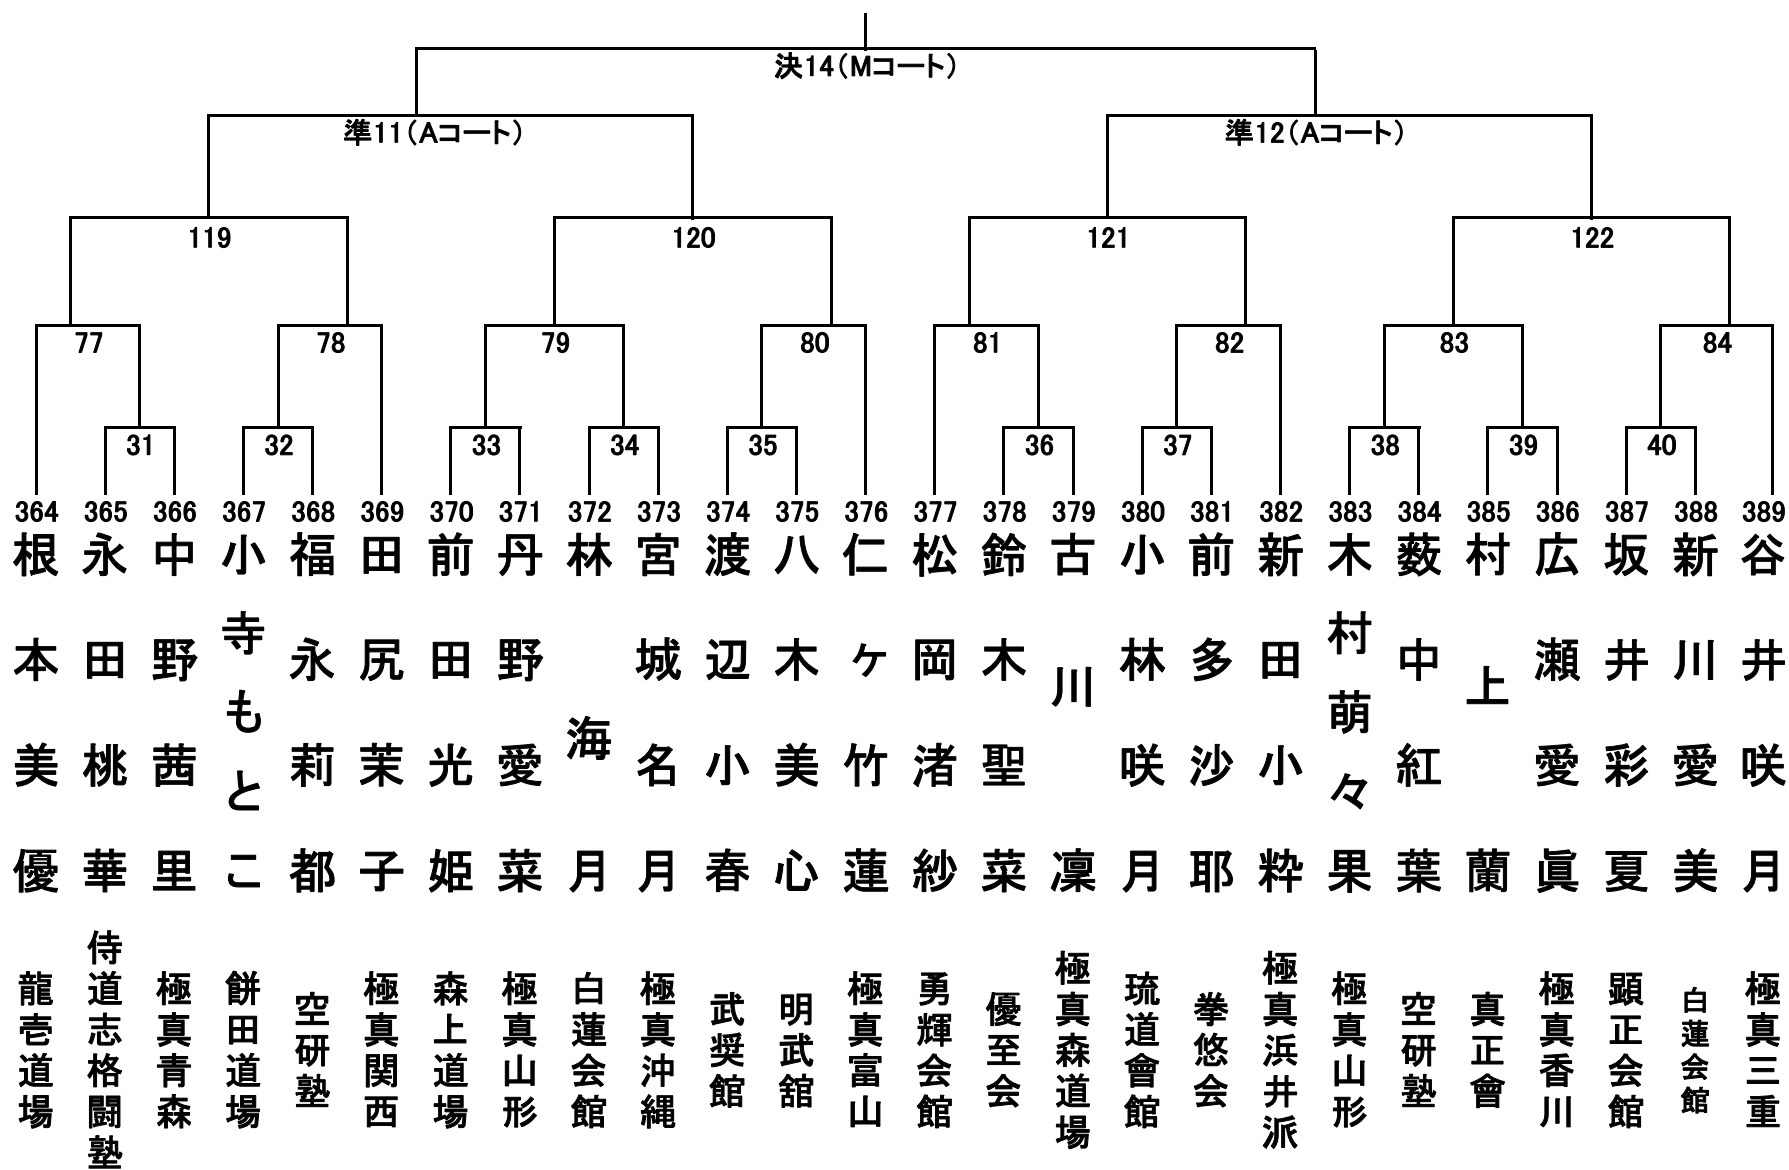 決14(Mコート)
準11(Aコート)
準12(Aコート)
119
120
121
122
77
78
79
80
81
82
83
84
31
32
33
34
35
36
37
38
39
40
364
根本美優
龍壱道場
365
永田桃華
侍道志格闘塾
366
中野茜里
極真青森
367
小寺もとこ
餅田道場
368
福永莉都
空研塾
369
田尻茉子
極真関西
370
前田光姫
森上道場
371
丹野愛菜
極真山形
372
林海月
白蓮会館
373
宮城名月
極真沖縄
374
渡辺小春
武奨館
375
八木美心
明武舘
376
仁ヶ竹蓮
極真富山
377
松岡渚紗
勇輝会館
378
鈴木聖菜
優至会
379
古川凜
極真森道場
380
小林咲月
琉道會館
381
前多沙耶
拳悠会
382
新田小粋
極真浜井派
383
木村萌々果
極真山形
384
薮中紅葉
空研塾
385
村上蘭
真正會
386
広瀬愛眞
極真香川
387
坂井彩夏
顕正会館
388
新川愛美
白蓮会館
389
谷井咲月
極真三重